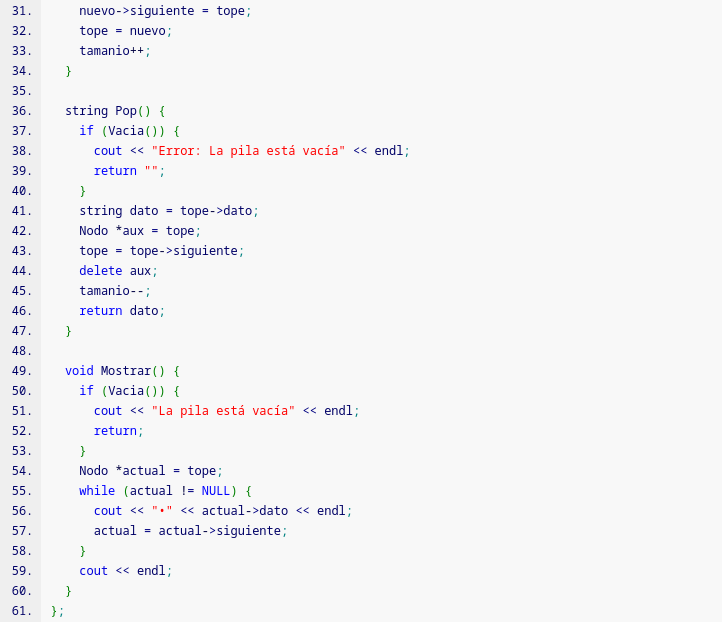 31.     nuevo->siguiente = tope;
32.     tope = nuevo;
33.     tamanio++;
34.   }
35.
36.   string Pop() {
37.     if (Vacia()) {
38.       cout << "Error: La pila está vacía" << endl;
39.       return "";
40.     }
41.     string dato = tope->dato;
42.     Nodo *aux = tope;
43.     tope = tope->siguiente;
44.     delete aux;
45.     tamanio--;
46.     return dato;
47.   }
48.
49.   void Mostrar() {
50.     if (Vacia()) {
51.       cout << "La pila está vacía" << endl;
52.       return;
53.     }
54.     Nodo *actual = tope;
55.     while (actual != NULL) {
56.       cout << "•" << actual->dato << endl;
57.       actual = actual->siguiente;
58.     }
59.     cout << endl;
60.   }
61. };